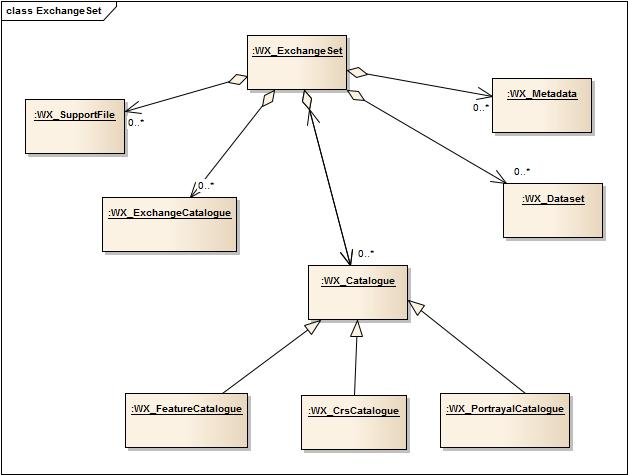 class ExchangeSet
:WX_ExchangeSet
:WX_SupportFile
0..*
:WX_Metadata
0..*
:WX_ExchangeCatalogue
0..*
:WX_Dataset
0..*
:WX_Catalogue
0..*
:WX_FeatureCatalogue
:WX_CrsCatalogue
:WX_PortrayalCatalogue